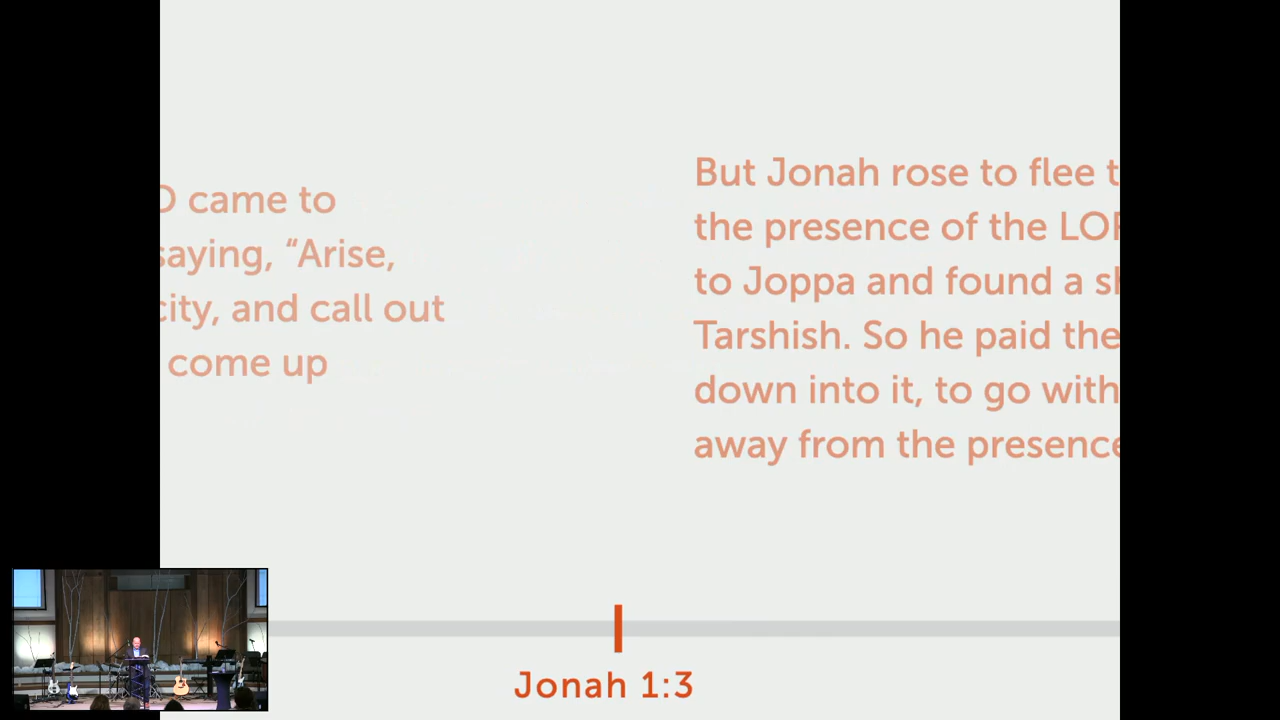 came to
saying, “Arise,
city, and call out
come up
But Jonah rose to flee
the presence of the
to Joppa and found a
Tarshish. So he paid the
down into it, to go with
away from the presence
Jonah 1:3